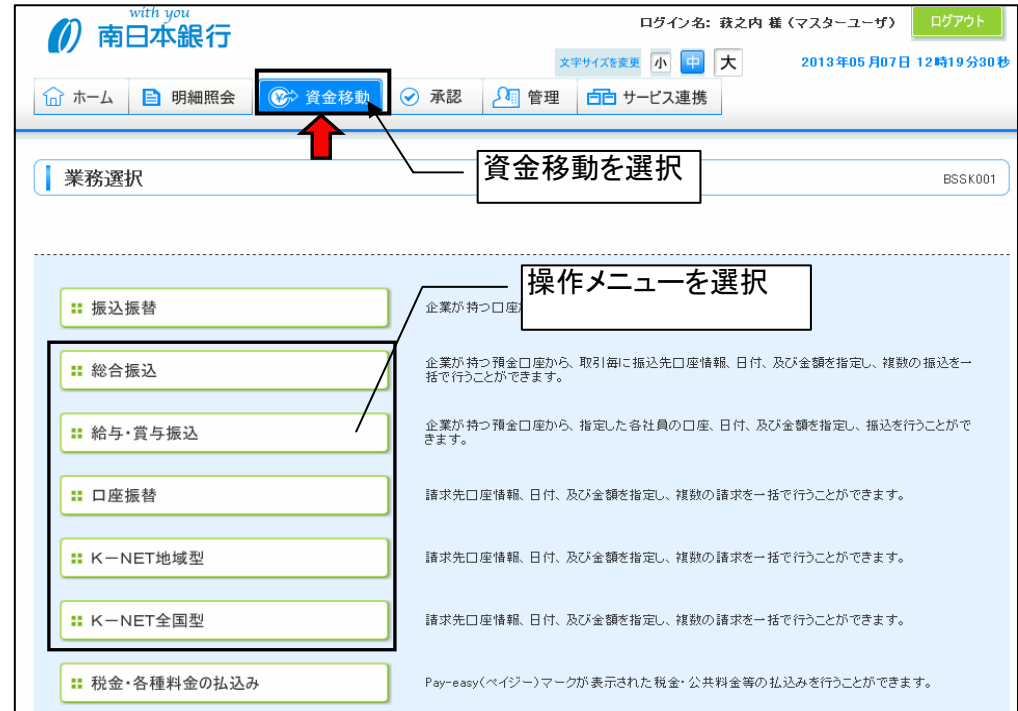 with you
南日本銀行
ログイン名: 萩之内 様 (マスターユーザ)
ログアウト
文字サイズを変更 小 中 大
2013年05月07日 12時19分30秒
ホーム 明細照会 資金移動 承認 管理 サービス連携
資金移動を選択
業務選択
BSSK001
操作メニューを選択
振込振替
企業が持つ口座
総合振込
企業が持つ預金口座から、取引毎に振込先口座情報、日付、及び金額を指定し、複数の振込を一
括で行うことができます。
給与・賞与振込
企業が持つ預金口座から、指定した各社員の口座、日付、及び金額を指定し、振込を行うことがで
きます。
口座振替
請求先口座情報、日付、及び金額を指定し、複数の請求を一括で行うことができます。
K－NET地域型
請求先口座情報、日付、及び金額を指定し、複数の請求を一括で行うことができます。
K－NET全国型
請求先口座情報、日付、及び金額を指定し、複数の請求を一括で行うことができます。
税金・各種料金の払込み
Pay-easy(ペイジー)マークが表示された税金・公共料金等の払込みを行うことができます。